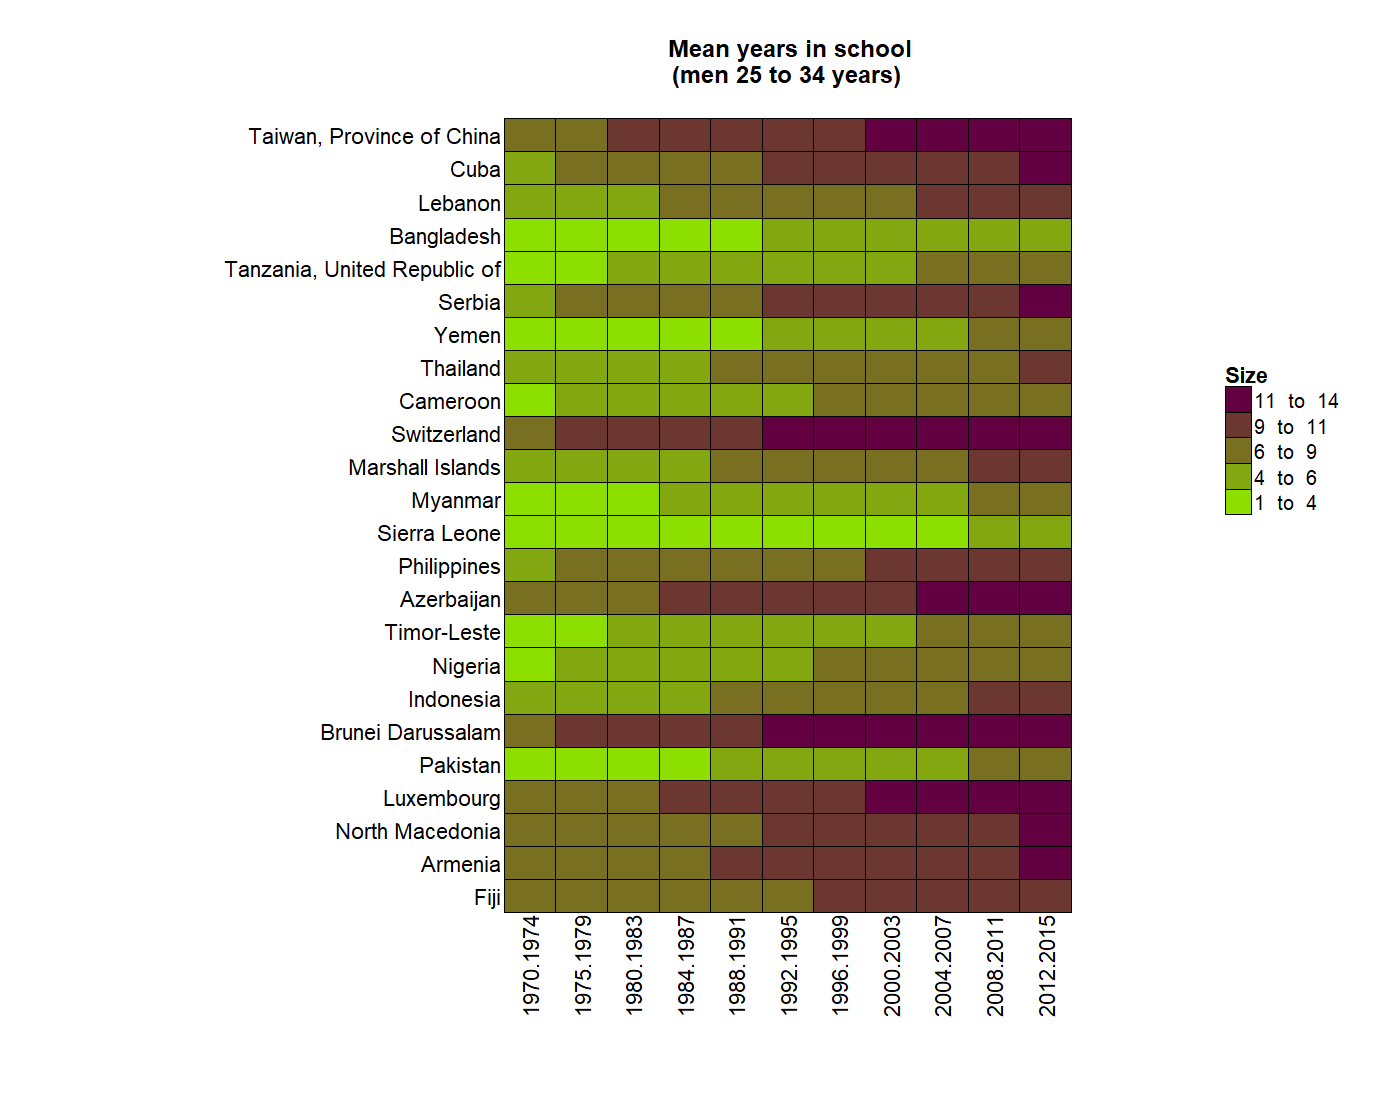 Mean years in school
(men 25 to 34 years)
Taiwan, Province of China
Cuba
Lebanon
Bangladesh
Tanzania, United Republic of
Serbia
Yemen
Thailand
Cameroon
Switzerland
Marshall Islands
Myanmar
Sierra Leone
Philippines
Azerbaijan
Timor-Leste
Nigeria
Indonesia
Brunei Darussalam
Pakistan
Luxembourg
North Macedonia
Armenia
Fiji
1970.1974
1975.1979
1980.1983
1984.1987
1988.1991
1992.1995
1996.1999
2000.2003
2004.2007
2008.2011
2012.2015
Size
11 to 14
9 to 11
6 to 9
4 to 6
1 to 4